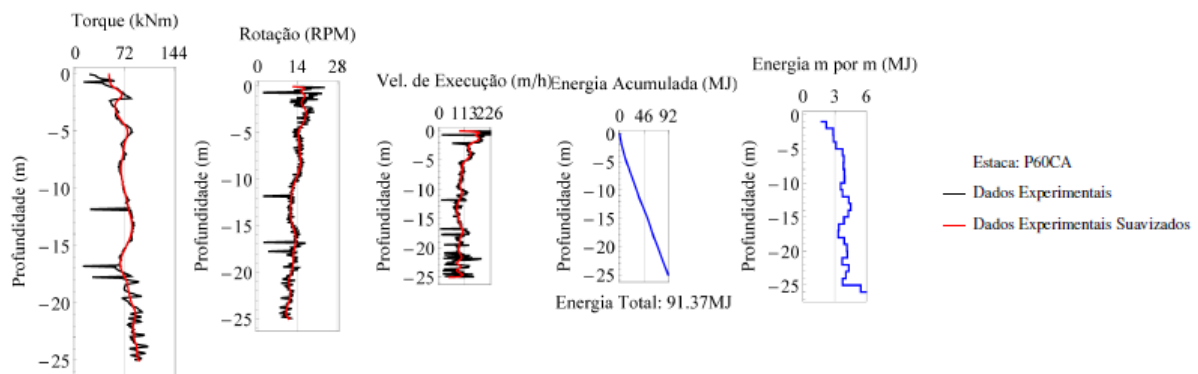 Torque (kNm)
0 72 144
0
−5
−10
−15
−20
−25
Profundidade (m)
Rotação (RPM)
0 14 28
0
−5
−10
−15
−20
−25
Profundidade (m)
Vel. de Execução (m/h)
0 113 226
0
−5
−10
−15
−20
−25
Profundidade (m)
Energia Acumulada (MJ)
0 46 92
0
−5
−10
−15
−20
−25
Profundidade (m)
Energia Total: 91.37MJ
Energia m por m (MJ)
0 3 6
0
−5
−10
−15
−20
−25
Profundidade (m)
Estaca: P60CA
Dados Experimentais
Dados Experimentais Suavizados